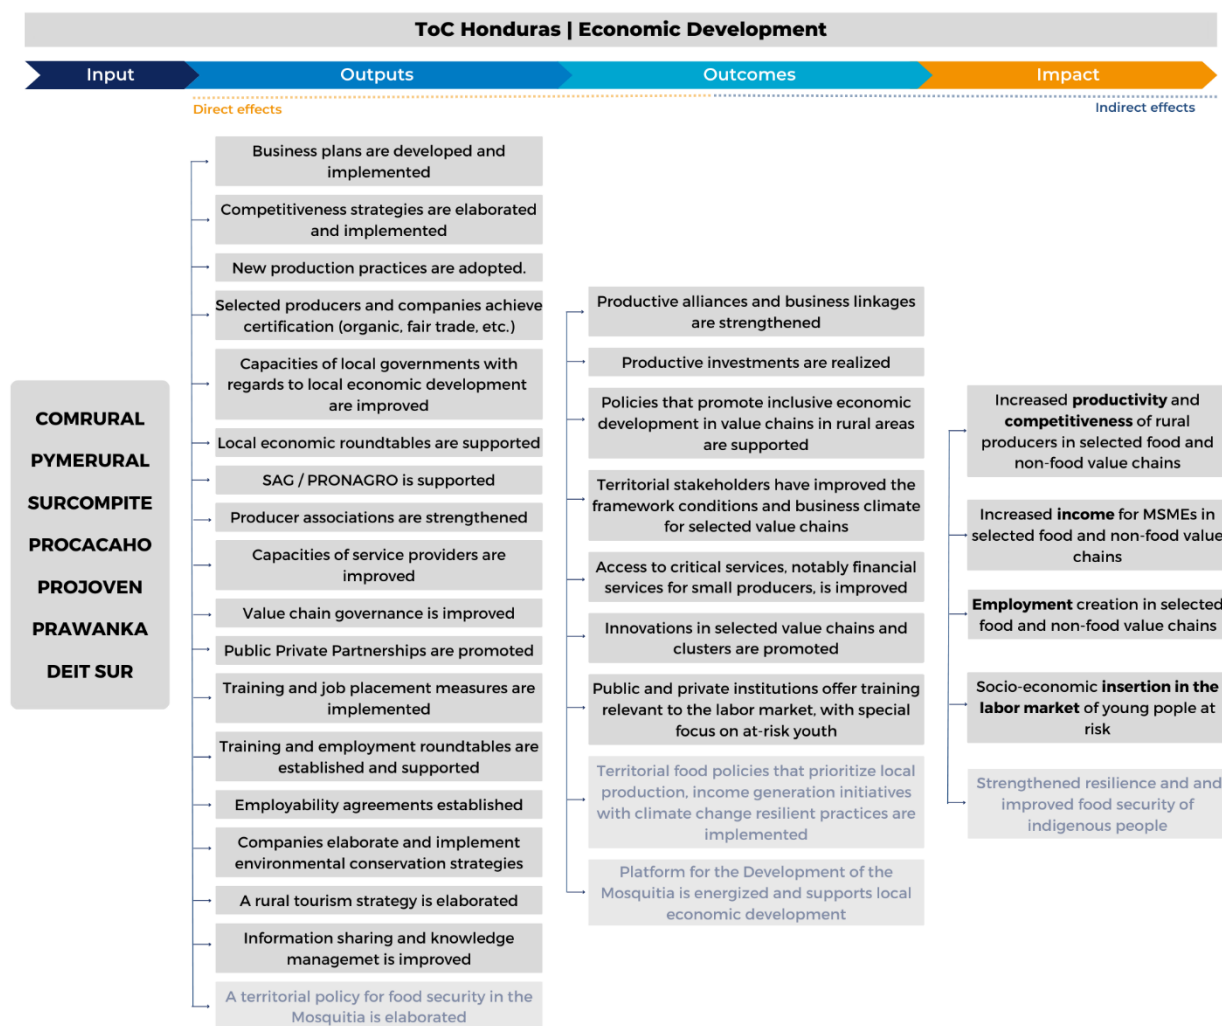 ToC Honduras | Economic Development
Input
Outputs
Outcomes
Impact
Direct effects
Indirect effects
COMRURAL
PYMERURAL
SURCOMPITE
PROCACAHO
PROJOVEN
PRAWANKA
DEIT SUR
Business plans are developed and
implemented
Competitiveness strategies are elaborated
and implemented
New production practices are adopted.
Selected producers and companies achieve
certification (organic, fair trade, etc.)
Capacities of local governments with
regards to local economic development
are improved
Local economic roundtables are supported
SAG / PRONAGRO is supported
Producer associations are strengthened
Capacities of service providers are
improved
Value chain governance is improved
Public Private Partnerships are promoted
Training and job placement measures are
implemented
Training and employment roundtables are
established and supported
Employability agreements established
Companies elaborate and implement
environmental conservation strategies
A rural tourism strategy is elaborated
Information sharing and knowledge
managemet is improved
A territorial policy for food security in the
Mosquitia is elaborated
Productive alliances and business linkages
are strengthened
Productive investments are realized
Policies that promote inclusive economic
development in value chains in rural areas
are supported
Territorial stakeholders have improved the
framework conditions and business climate
for selected value chains
Access to critical services, notably financial
services for small producers, is improved
Innovations in selected value chains and
clusters are promoted
Public and private institutions offer training
relevant to the labor market, with special
focus on at-risk youth
Territorial food policies that prioritize local
production, income generation initiatives
with climate change resilient practices are
implemented
Platform for the Development of the
Mosquitia is energized and supports local
economic development
Increased productivity and
competitiveness of rural
producers in selected food and
non-food value chains
Increased income for MSMEs in
selected food and non-food value
chains
Employment creation in selected
food and non-food value chains
Socio-economic insertion in the
labor market of young pople at
risk
Strengthened resilience and and
improved food security of
indigenous people